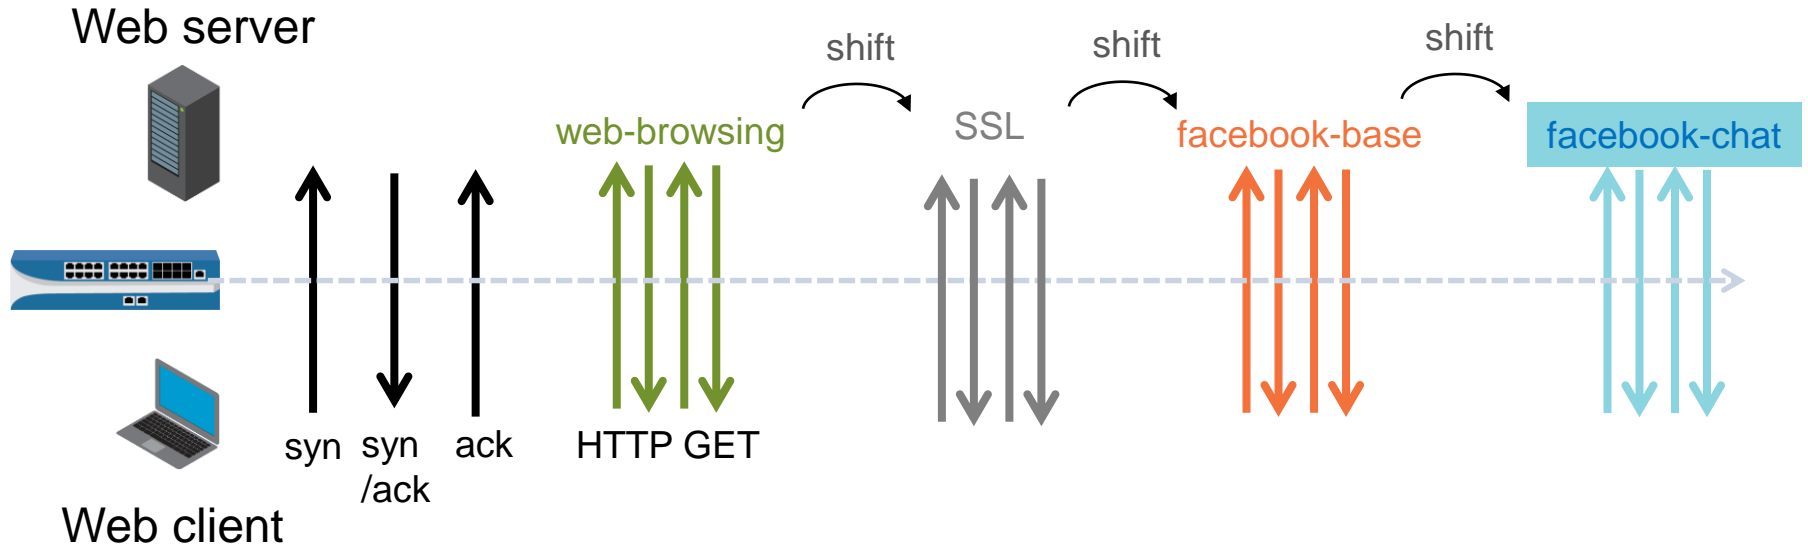 Web server
shift
shift
shift
web-browsing
SSL
facebook-base
facebook-chat
syn
syn
/ack
ack
HTTP GET
Web client